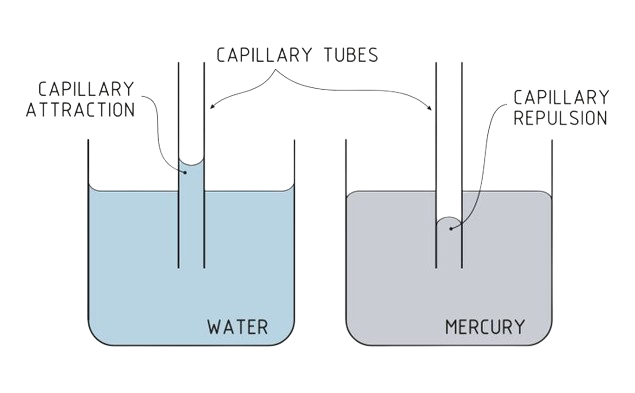 CAPILLARY TUBES
CAPILLARY
ATTRACTION
CAPILLARY
REPULSION
WATER
MERCURY